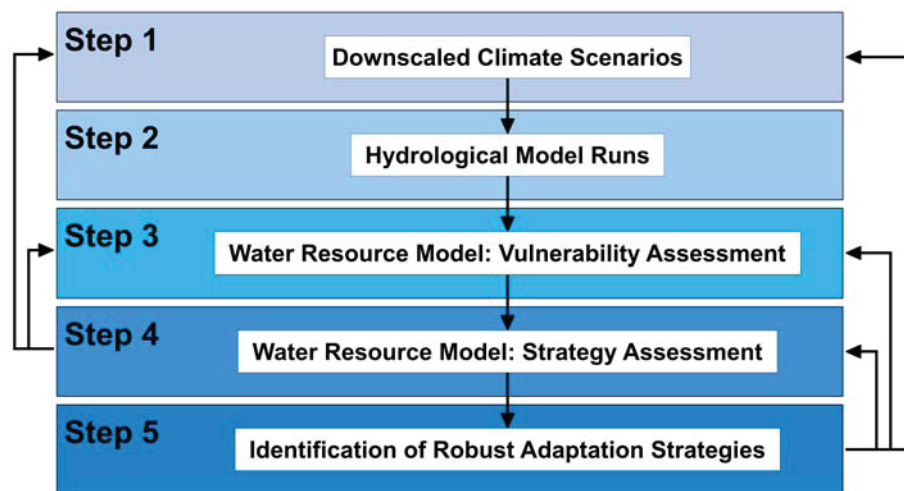 Step 1
Downscaled Climate Scenarios
Step 2
Hydrological Model Runs
Step 3
Water Resource Model: Vulnerability Assessment
Step 4
Water Resource Model: Strategy Assessment
Step 5
Identification of Robust Adaptation Strategies